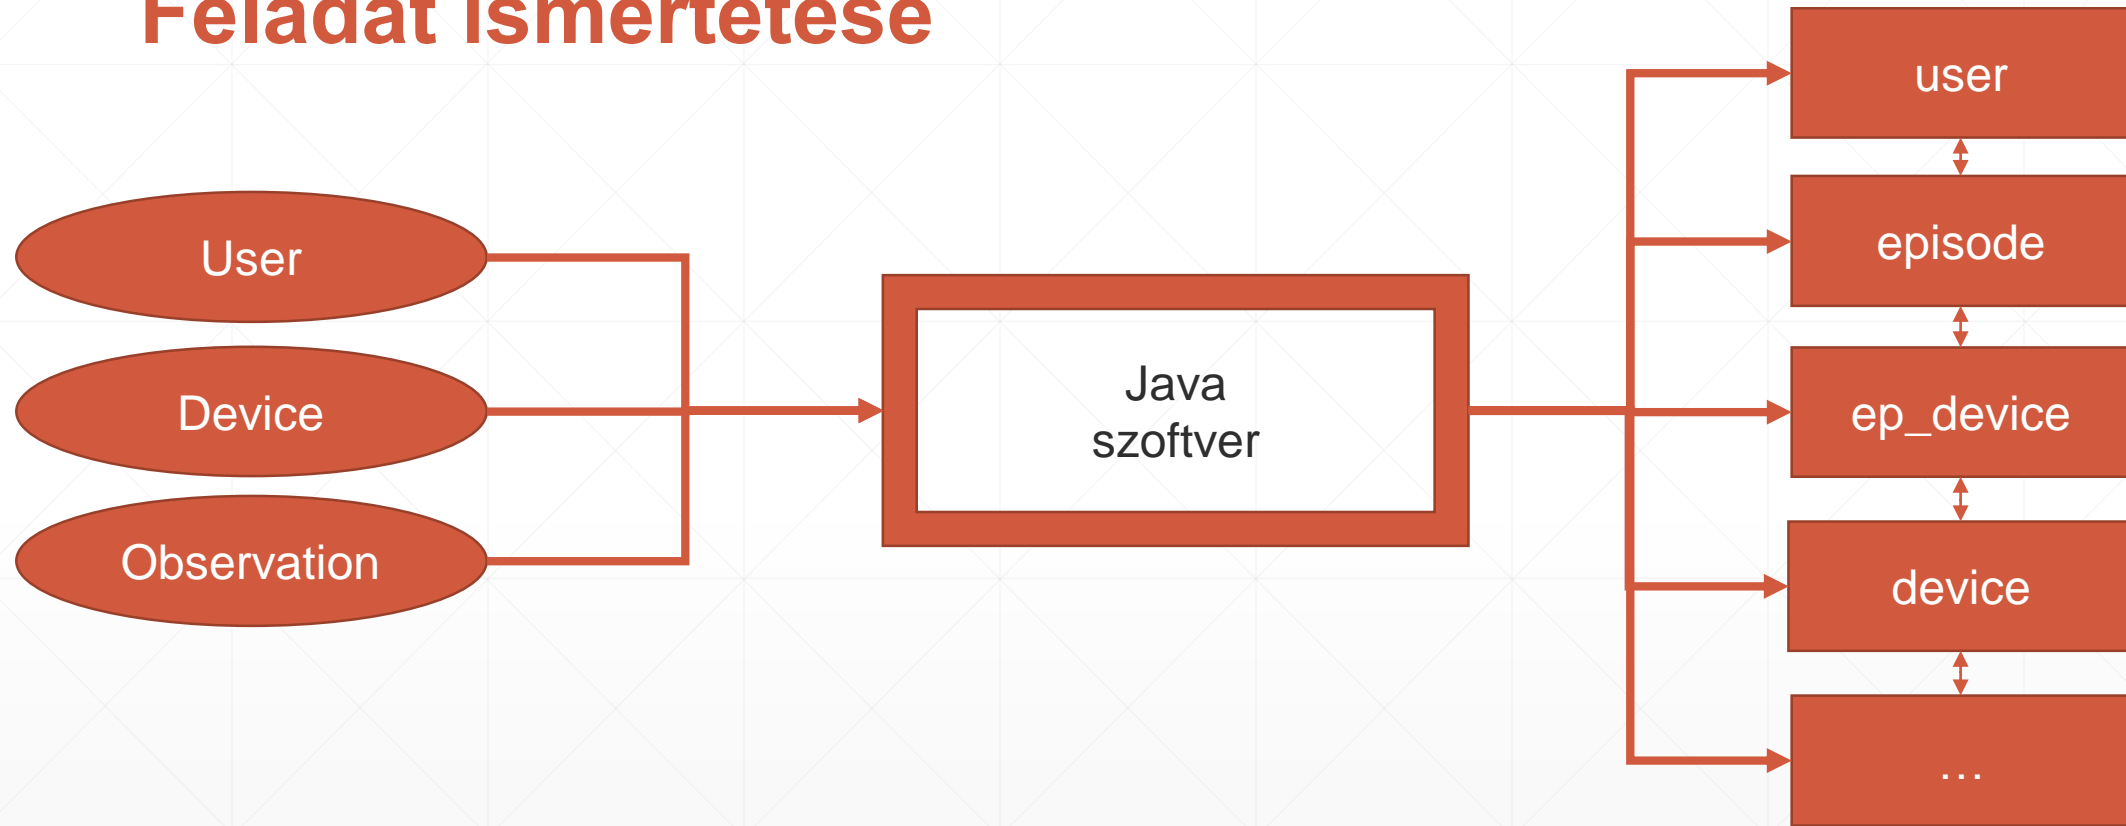 Feladat ismertetése
User
Device
Observation
Java
szoftver
user
episode
ep_device
device
...